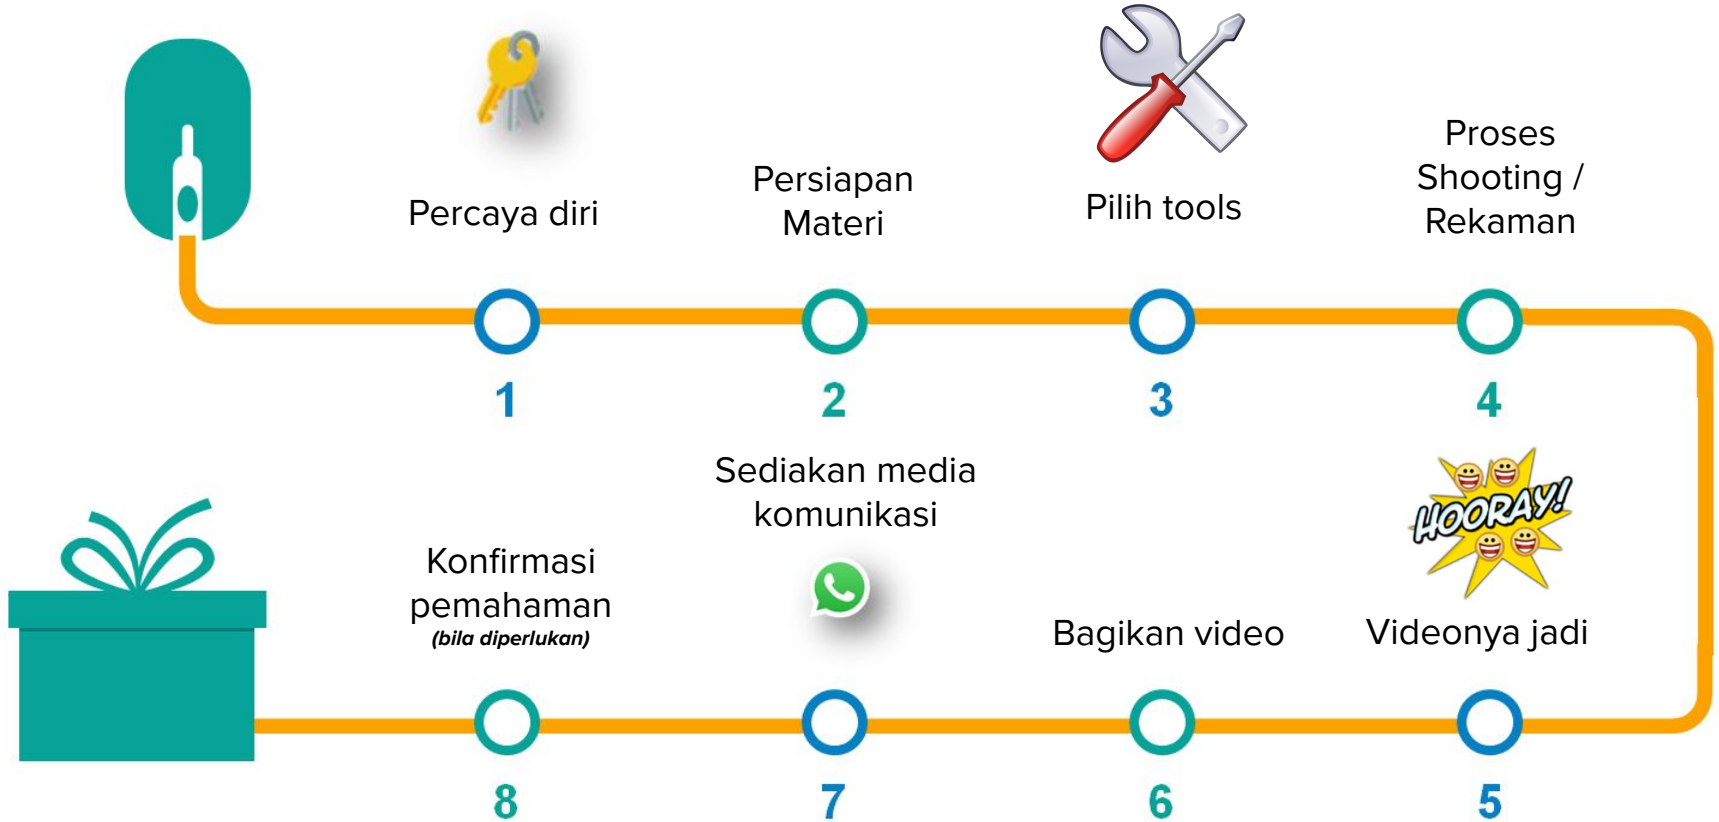 Percaya diri
Persiapan
Materi
Pilih tools
Proses
Shooting /
Rekaman
1
2
3
4
HOORAY!
Videonya jadi
Bagikan video
Sediakan media
komunikasi
Konfirmasi
pemahaman
(bila diperlukan)
8
7
6
5